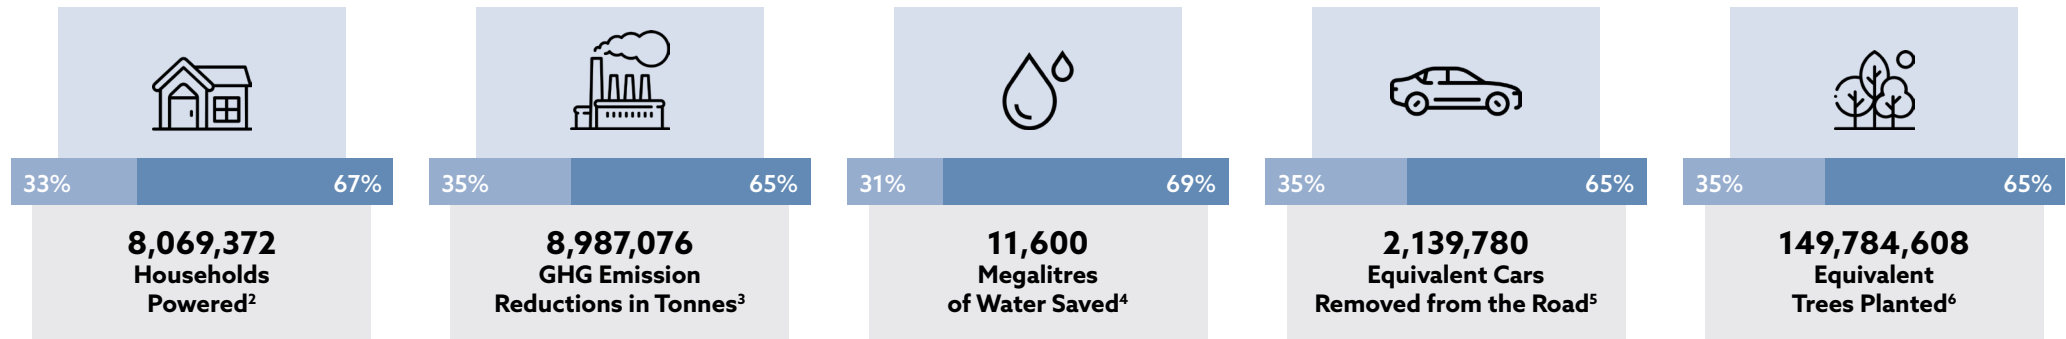 33% 67%
8,069,372
Households
Powered²
35% 65%
8,987,076
GHG Emission
Reductions in Tonnes³
31% 69%
11,600
Megalitres
of Water Saved⁴
35% 65%
2,139,780
Equivalent Cars
Removed from the Road⁵
35% 65%
149,784,608
Equivalent
Trees Planted⁶